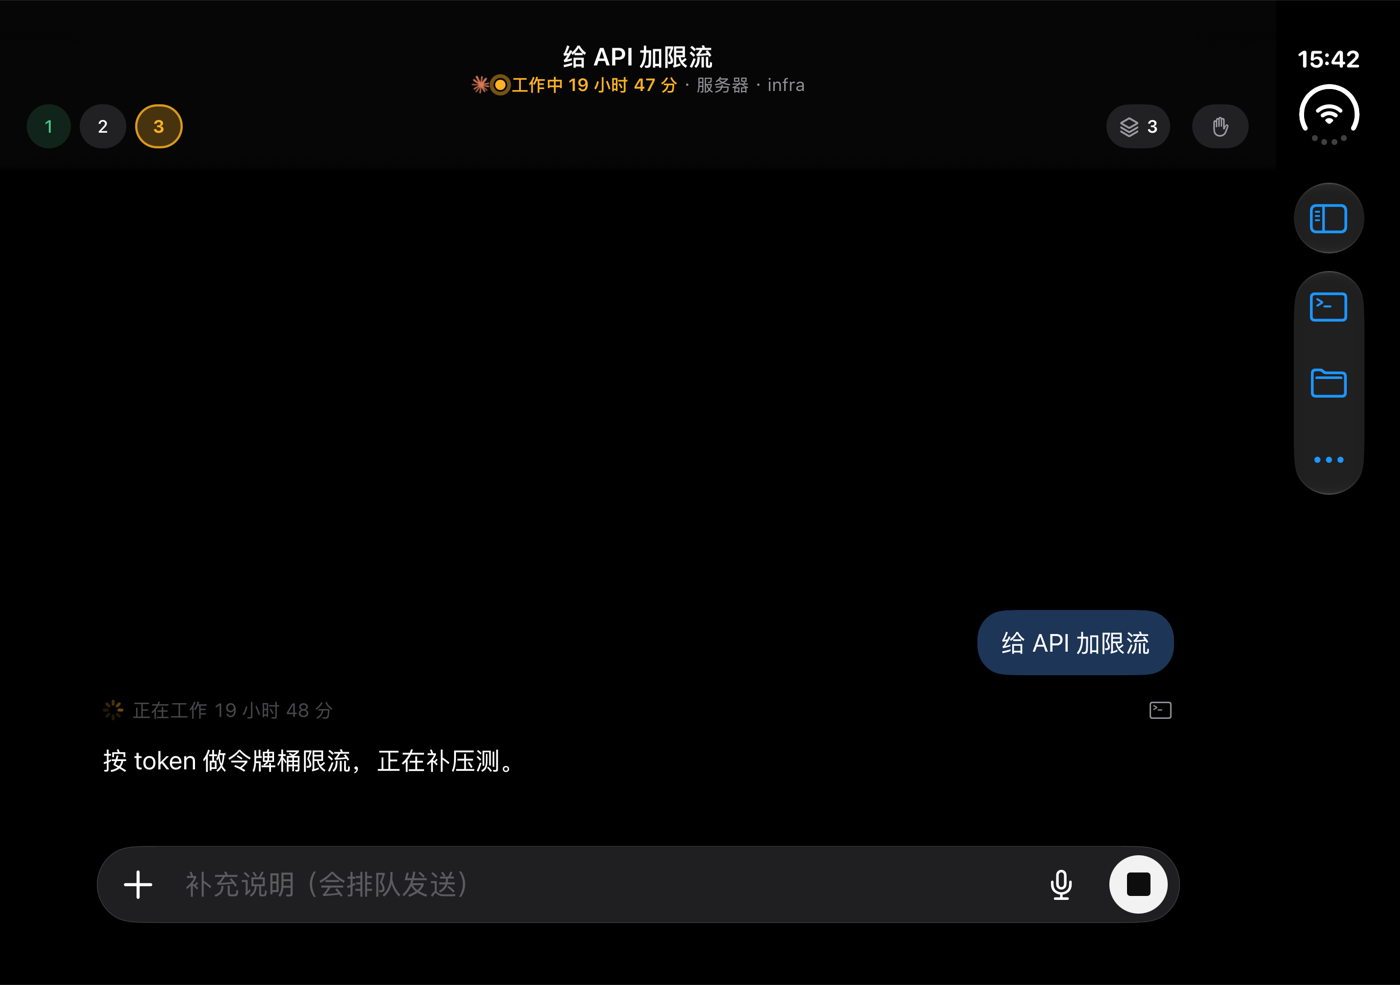 给 API 加限流
工作中 19 小时 47 分 · 服务器 · infra
15:42
1 2 3
3
给 API 加限流
正在工作 19 小时 48 分
按 token 做令牌桶限流，正在补压测。
补充说明（会排队发送）